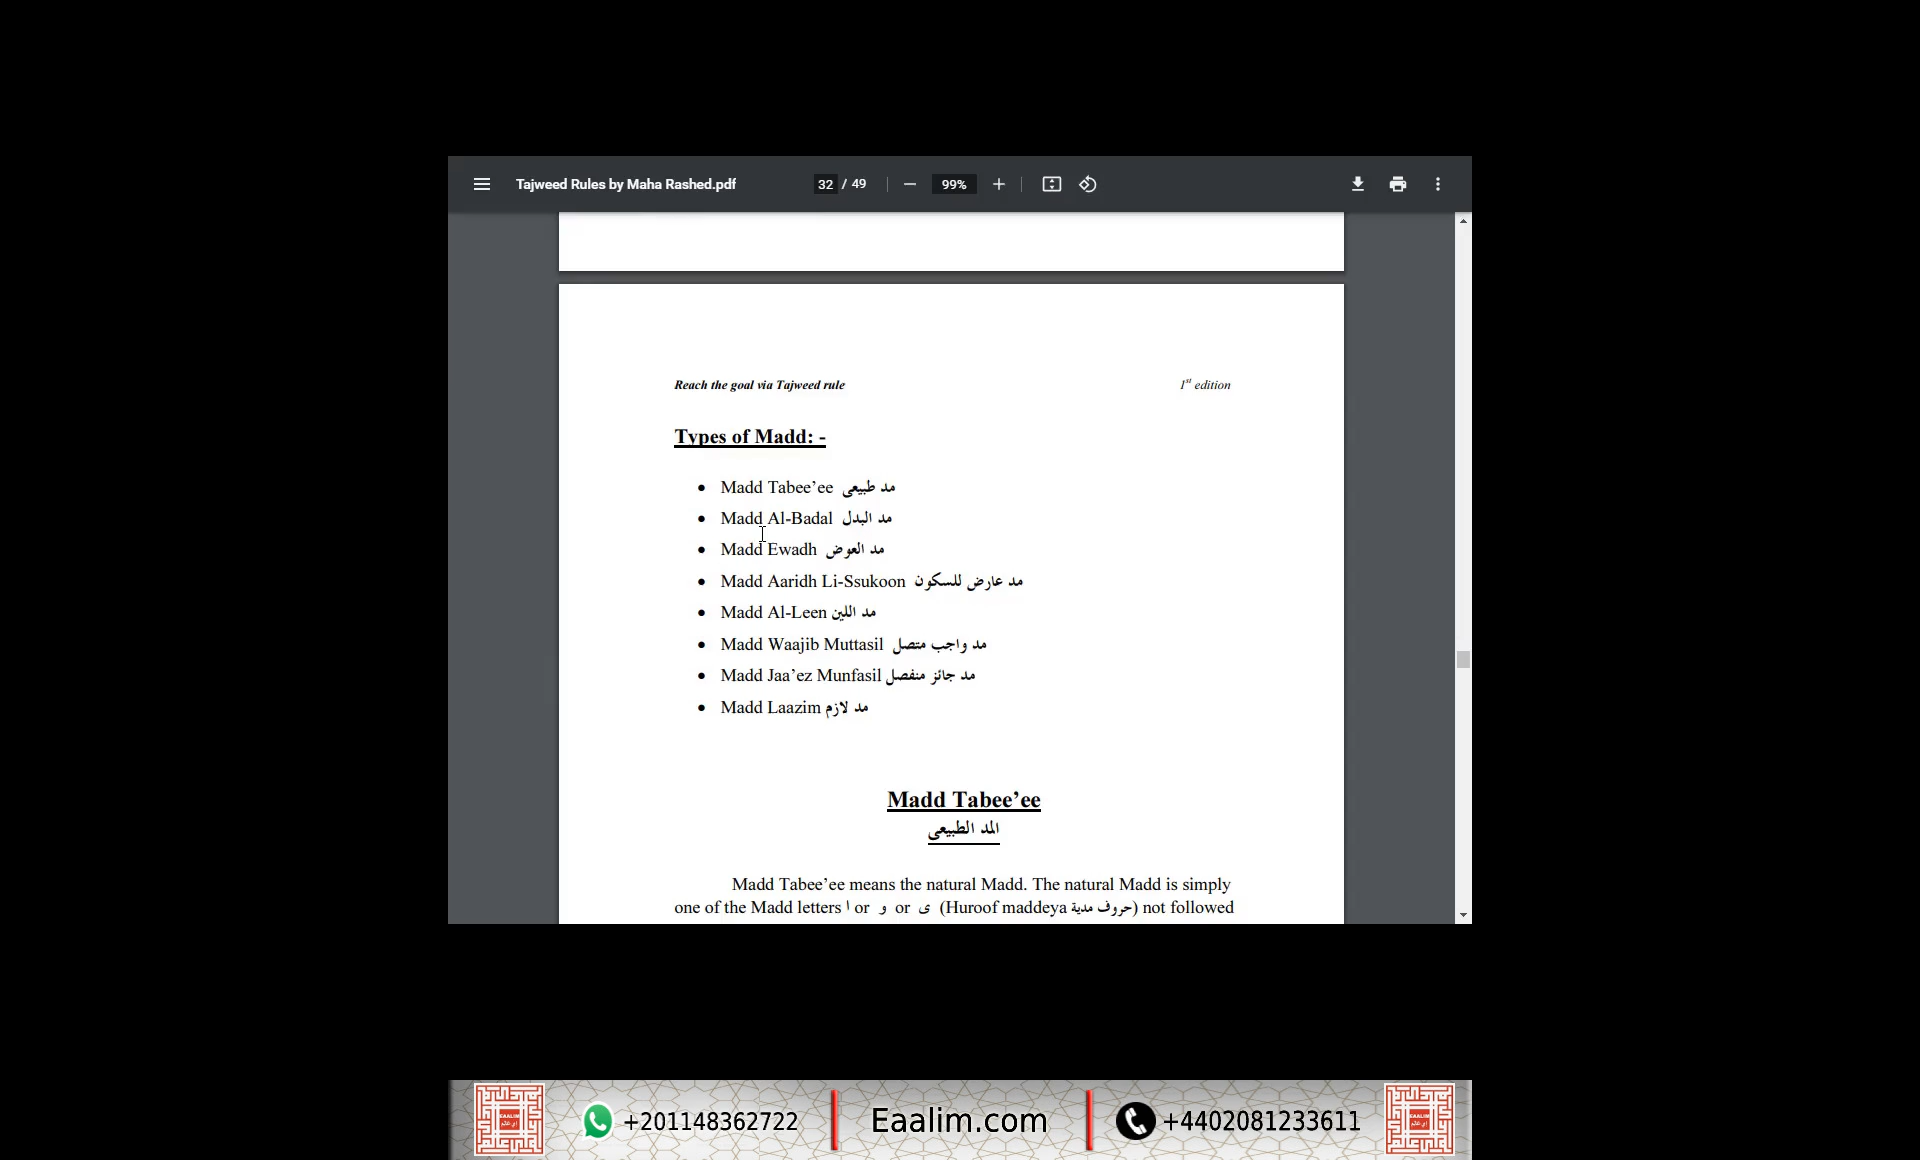 Tajweed Rules by Maha Rashed.pdf 32 / 49 99%
Reach the goal via Tajweed rule 1st edition
Types of Madd: -
• Madd Tabee’ee مد طبيعى
• Madd Al-Badal مد البدل
• Madd Ewadh مد العوض
• Madd Aaridh Li-Ssukoon مد عارض للسكون
• Madd Al-Leen مد اللين
• Madd Waajib Muttasil مد واجب متصل
• Madd Jaa’ez Munfasil مد جائز منفصل
• Madd Laazim مد لازم
Madd Tabee’ee
المد الطبيعى
Madd Tabee’ee means the natural Madd. The natural Madd is simply
one of the Madd letters ا or و or ى (Huroof maddeya حروف مدية) not followed
EAALIM +201148362722 Eaalim.com +4402081233611 EAALIM